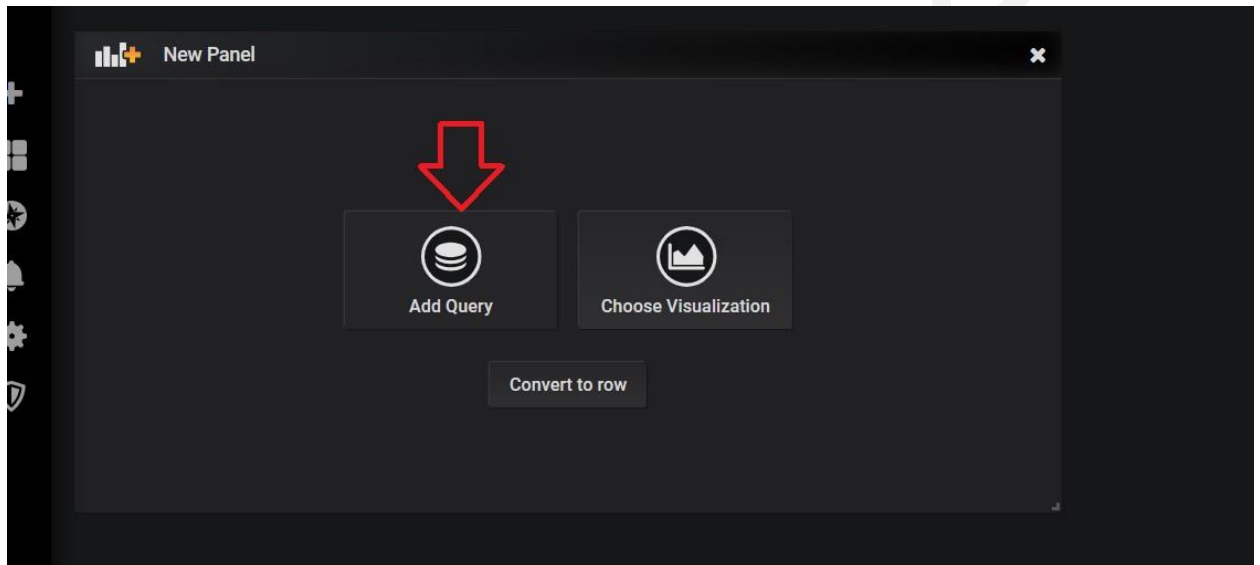 New Panel
Add Query
Choose Visualization
Convert to row